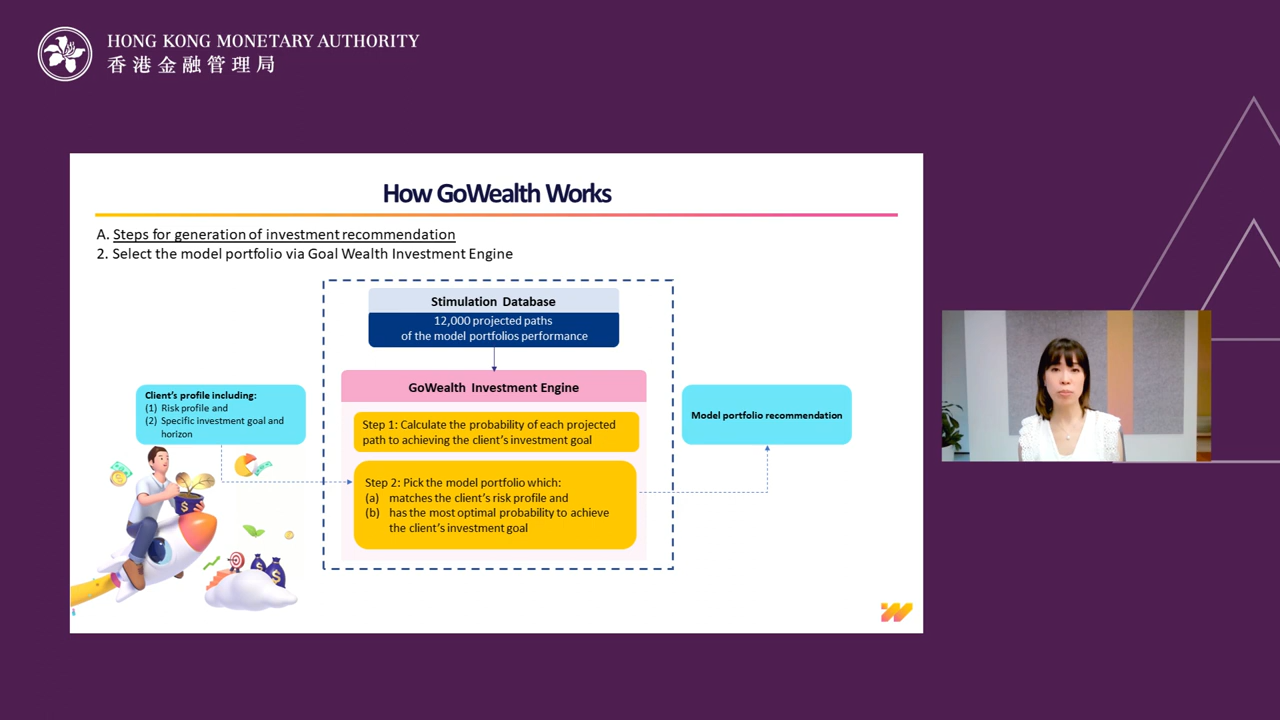 HONG KONG MONETARY AUTHORITY
香港金融管理局
How GoWealth Works
A. Steps for generation of investment recommendation
2. Select the model portfolio via Goal Wealth Investment Engine
Stimulation Database
12,000 projected paths
of the model portfolios performance
GoWealth Investment Engine
Client's profile including:
(1) Risk profile and
(2) Specific investment goal and
horizon
Step 1: Calculate the probability of each projected
path to achieving the client's investment goal
Model portfolio recommendation
Step 2: Pick the model portfolio which:
(a) matches the client's risk profile and
(b) has the most optimal probability to achieve
the client's investment goal